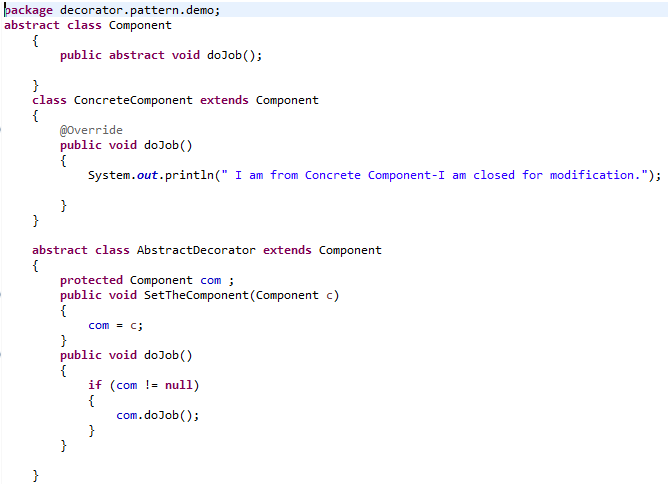 package decorator.pattern.demo;
abstract class Component
{
public abstract void doJob();
}
class ConcreteComponent extends Component
{
@Override
public void doJob()
{
System.out.println(" I am from Concrete Component-I am closed for modification.");
}
}
abstract class AbstractDecorator extends Component
{
protected Component com ;
public void SetTheComponent(Component c)
{
com = c;
}
public void doJob()
{
if (com != null)
{
com.doJob();
}
}
}